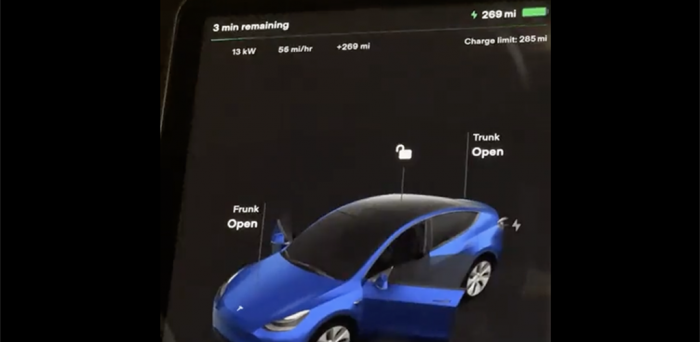 3 min remaining
269 mi
13 kW
56 mi/hr
+269 mi
Charge limit: 285 mi
Trunk
Open
Frunk
Open